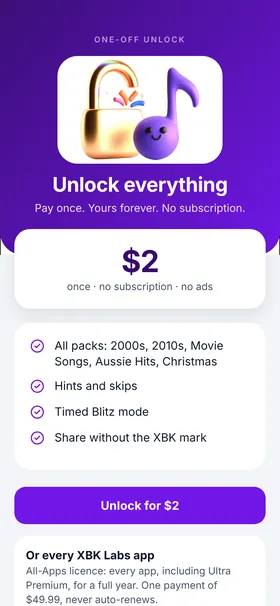 ONE-OFF UNLOCK
Unlock everything
Pay once. Yours forever. No subscription.
$2
once · no subscription · no ads
All packs: 2000s, 2010s, Movie
Songs, Aussie Hits, Christmas
Hints and skips
Timed Blitz mode
Share without the XBK mark
Unlock for $2
Or every XBK Labs app
All-Apps licence: every app, including Ultra
Premium, for a full year. One payment of
$49.99, never auto-renews.